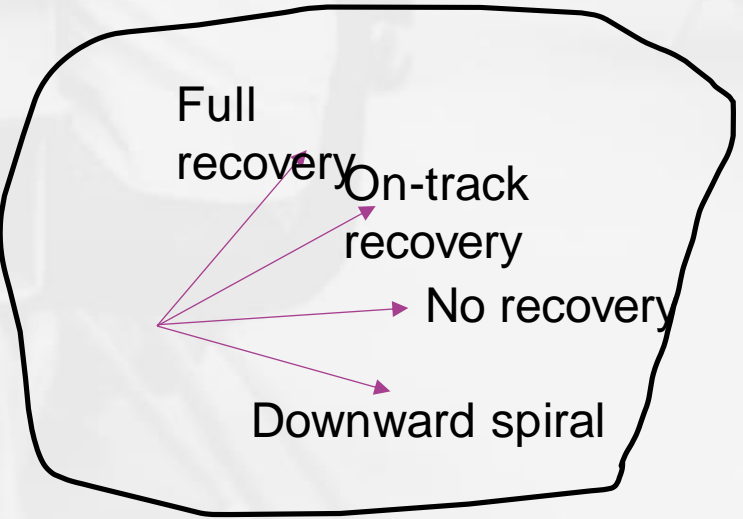 Full
recovery
On-track
recovery
No recovery
Downward spiral